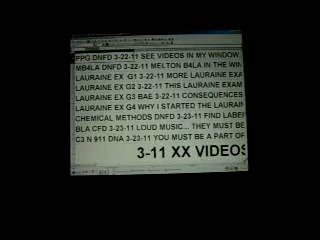 PPG DNFD 3-22-11 SEE VIDEOS IN MY WINDOW
MB4LA DNFD 3-22-11 MELTON B4LA IN THE WIN
LAURAINE EX G1 3-22-11 MORE LAURAINE EXA
LAURAINE EX G2 3-22-11 THIS LAURAINE EXAM
LAURAINE EX G3 BAE 3-22-11 CONSEQUENCES
LAURAINE EX G4 WHY I STARTED THE LAURAIN
CHEMICAL METHODS DNFD 3-23-11 FIND LABEL
BLA CFD 3-23-11 LOUD MUSIC... THEY MUST BE
C3 N 911 DNA 3-23-11 YOU MUST BE A PART OF
3-11 XX VIDEOS